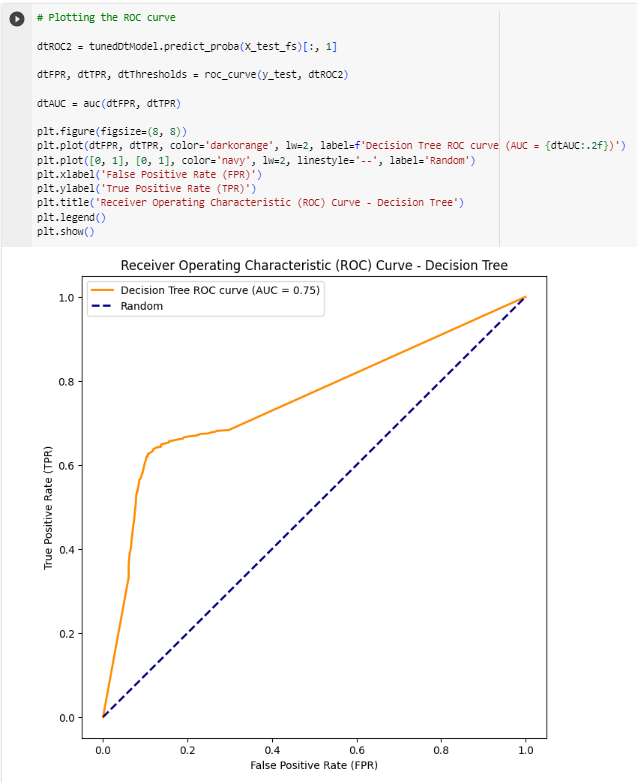 # Plotting the ROC curve
dtROC2 = tunedDtModel.predict_proba(X_test_fs)[:, 1]
dtFPR, dtTPR, dtThresholds = roc_curve(y_test, dtROC2)
dtAUC = auc(dtFPR, dtTPR)
plt.figure(figsize=(8, 8))
plt.plot(dtFPR, dtTPR, color='darkorange', lw=2, label=f'Decision Tree ROC curve (AUC = {dtAUC:.2f})')
plt.plot([0, 1], [0, 1], color='navy', lw=2, linestyle='--', label='Random')
plt.xlabel('False Positive Rate (FPR)')
plt.ylabel('True Positive Rate (TPR)')
plt.title('Receiver Operating Characteristic (ROC) Curve - Decision Tree')
plt.legend()
plt.show()
Receiver Operating Characteristic (ROC) Curve - Decision Tree
Decision Tree ROC curve (AUC = 0.75)
Random
True Positive Rate (TPR)
1.0
0.8
0.6
0.4
0.2
0.0
0.0 0.2 0.4 0.6 0.8 1.0
False Positive Rate (FPR)